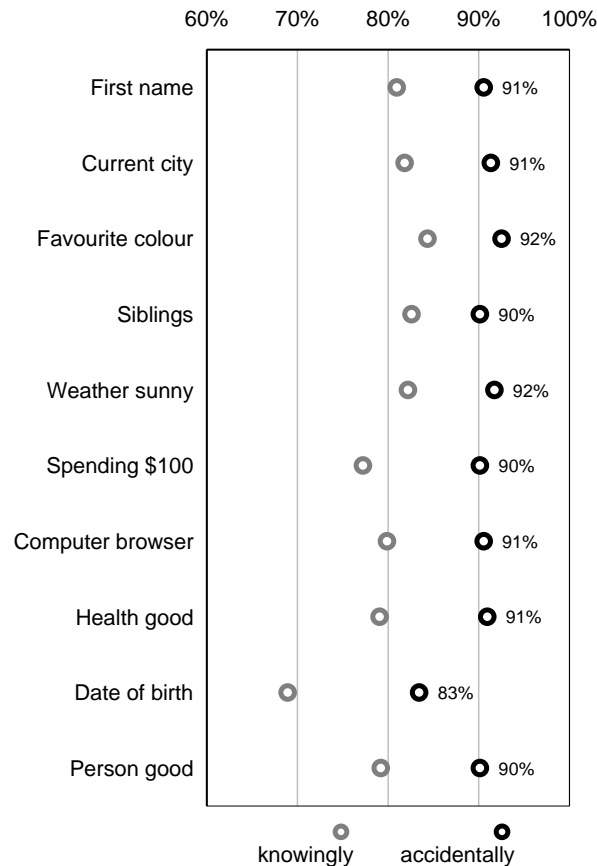 60% 70% 80% 90% 100%
First name 91%
Current city 91%
Favourite colour 92%
Siblings 90%
Weather sunny 92%
Spending $100 90%
Computer browser 91%
Health good 91%
Date of birth 83%
Person good 90%
knowingly accidentally